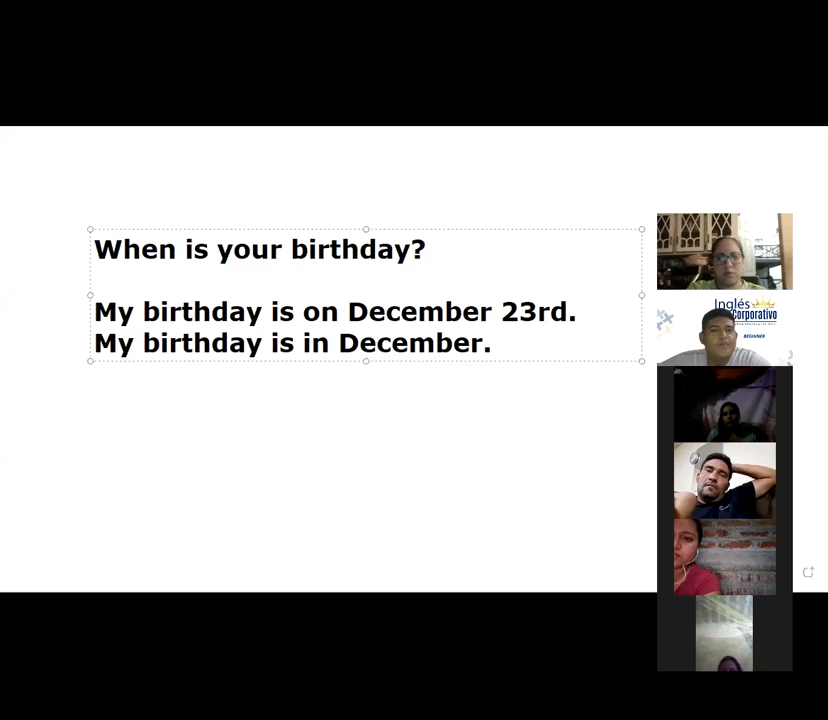 When is your birthday?
My birthday is on December 23rd.
My birthday is in December.
Inglés
Corporativo
BEGINNER